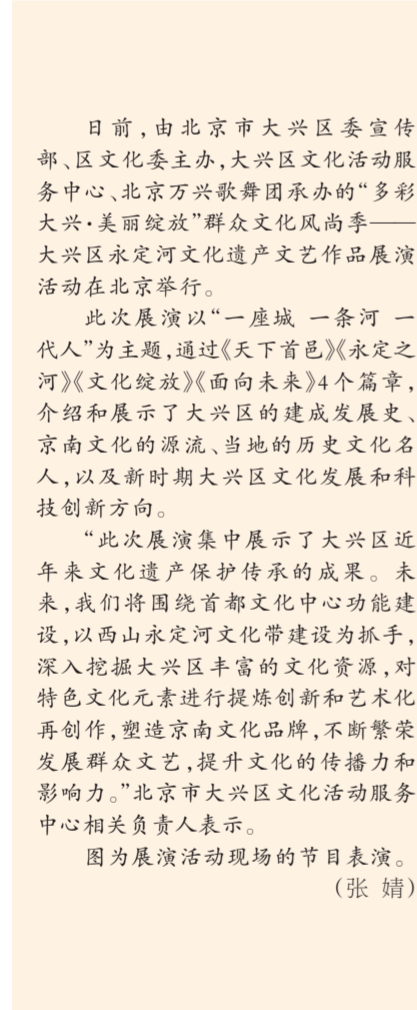 日前，由北京市大兴区委宣传
部、区文化委主办，大兴区文化活动服
务中心、北京万兴歌舞团承办的“多彩
大兴·美丽绽放”群众文化风尚季——
大兴区永定河文化遗产文艺作品展演
活动在北京举行。
此次展演以“一座城 一条河 一
代人”为主题，通过《天下首邑》《永定之
河》《文化绽放》《面向未来》4个篇章，
介绍和展示了大兴区的建成发展史、
京南文化的源流、当地的历史文化名
人，以及新时期大兴区文化发展和科
技创新方向。
“此次展演集中展示了大兴区近
年来文化遗产保护传承的成果。未
来，我们将围绕首都文化中心功能建
设，以西山永定河文化带建设为抓手，
深入挖掘大兴区丰富的文化资源，对
特色文化元素进行提炼创新和艺术化
再创作，塑造京南文化品牌，不断繁荣
发展群众文艺，提升文化的传播力和
影响力。”北京市大兴区文化活动服务
中心相关负责人表示。
图为展演活动现场的节目表演。
（张 婧）